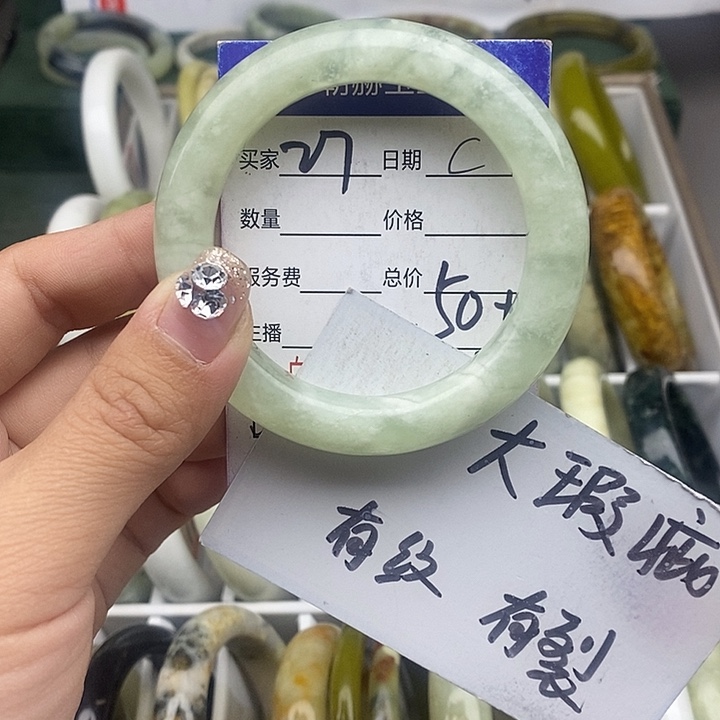 买家 27 日期 C
数量 价格
服务费 总价 50+
主播
大瑕疵
有纹 有裂